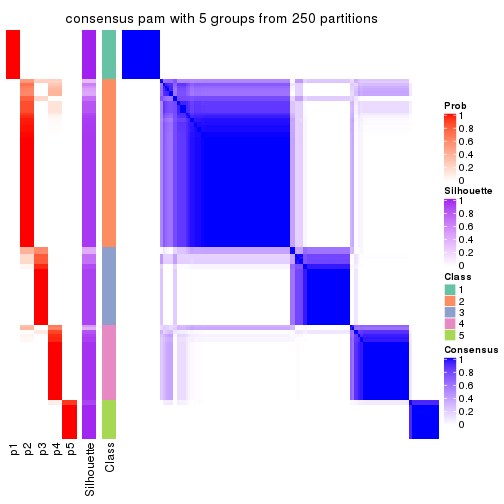 consensus pam with 5 groups from 250 partitions
p1
p2
p3
p4
p5
Silhouette
Class
Prob
1
0.8
0.6
0.4
0.2
0
Silhouette
1
0.8
0.6
0.4
0.2
0
Class
1
2
3
4
5
Consensus
1
0.8
0.6
0.4
0.2
0